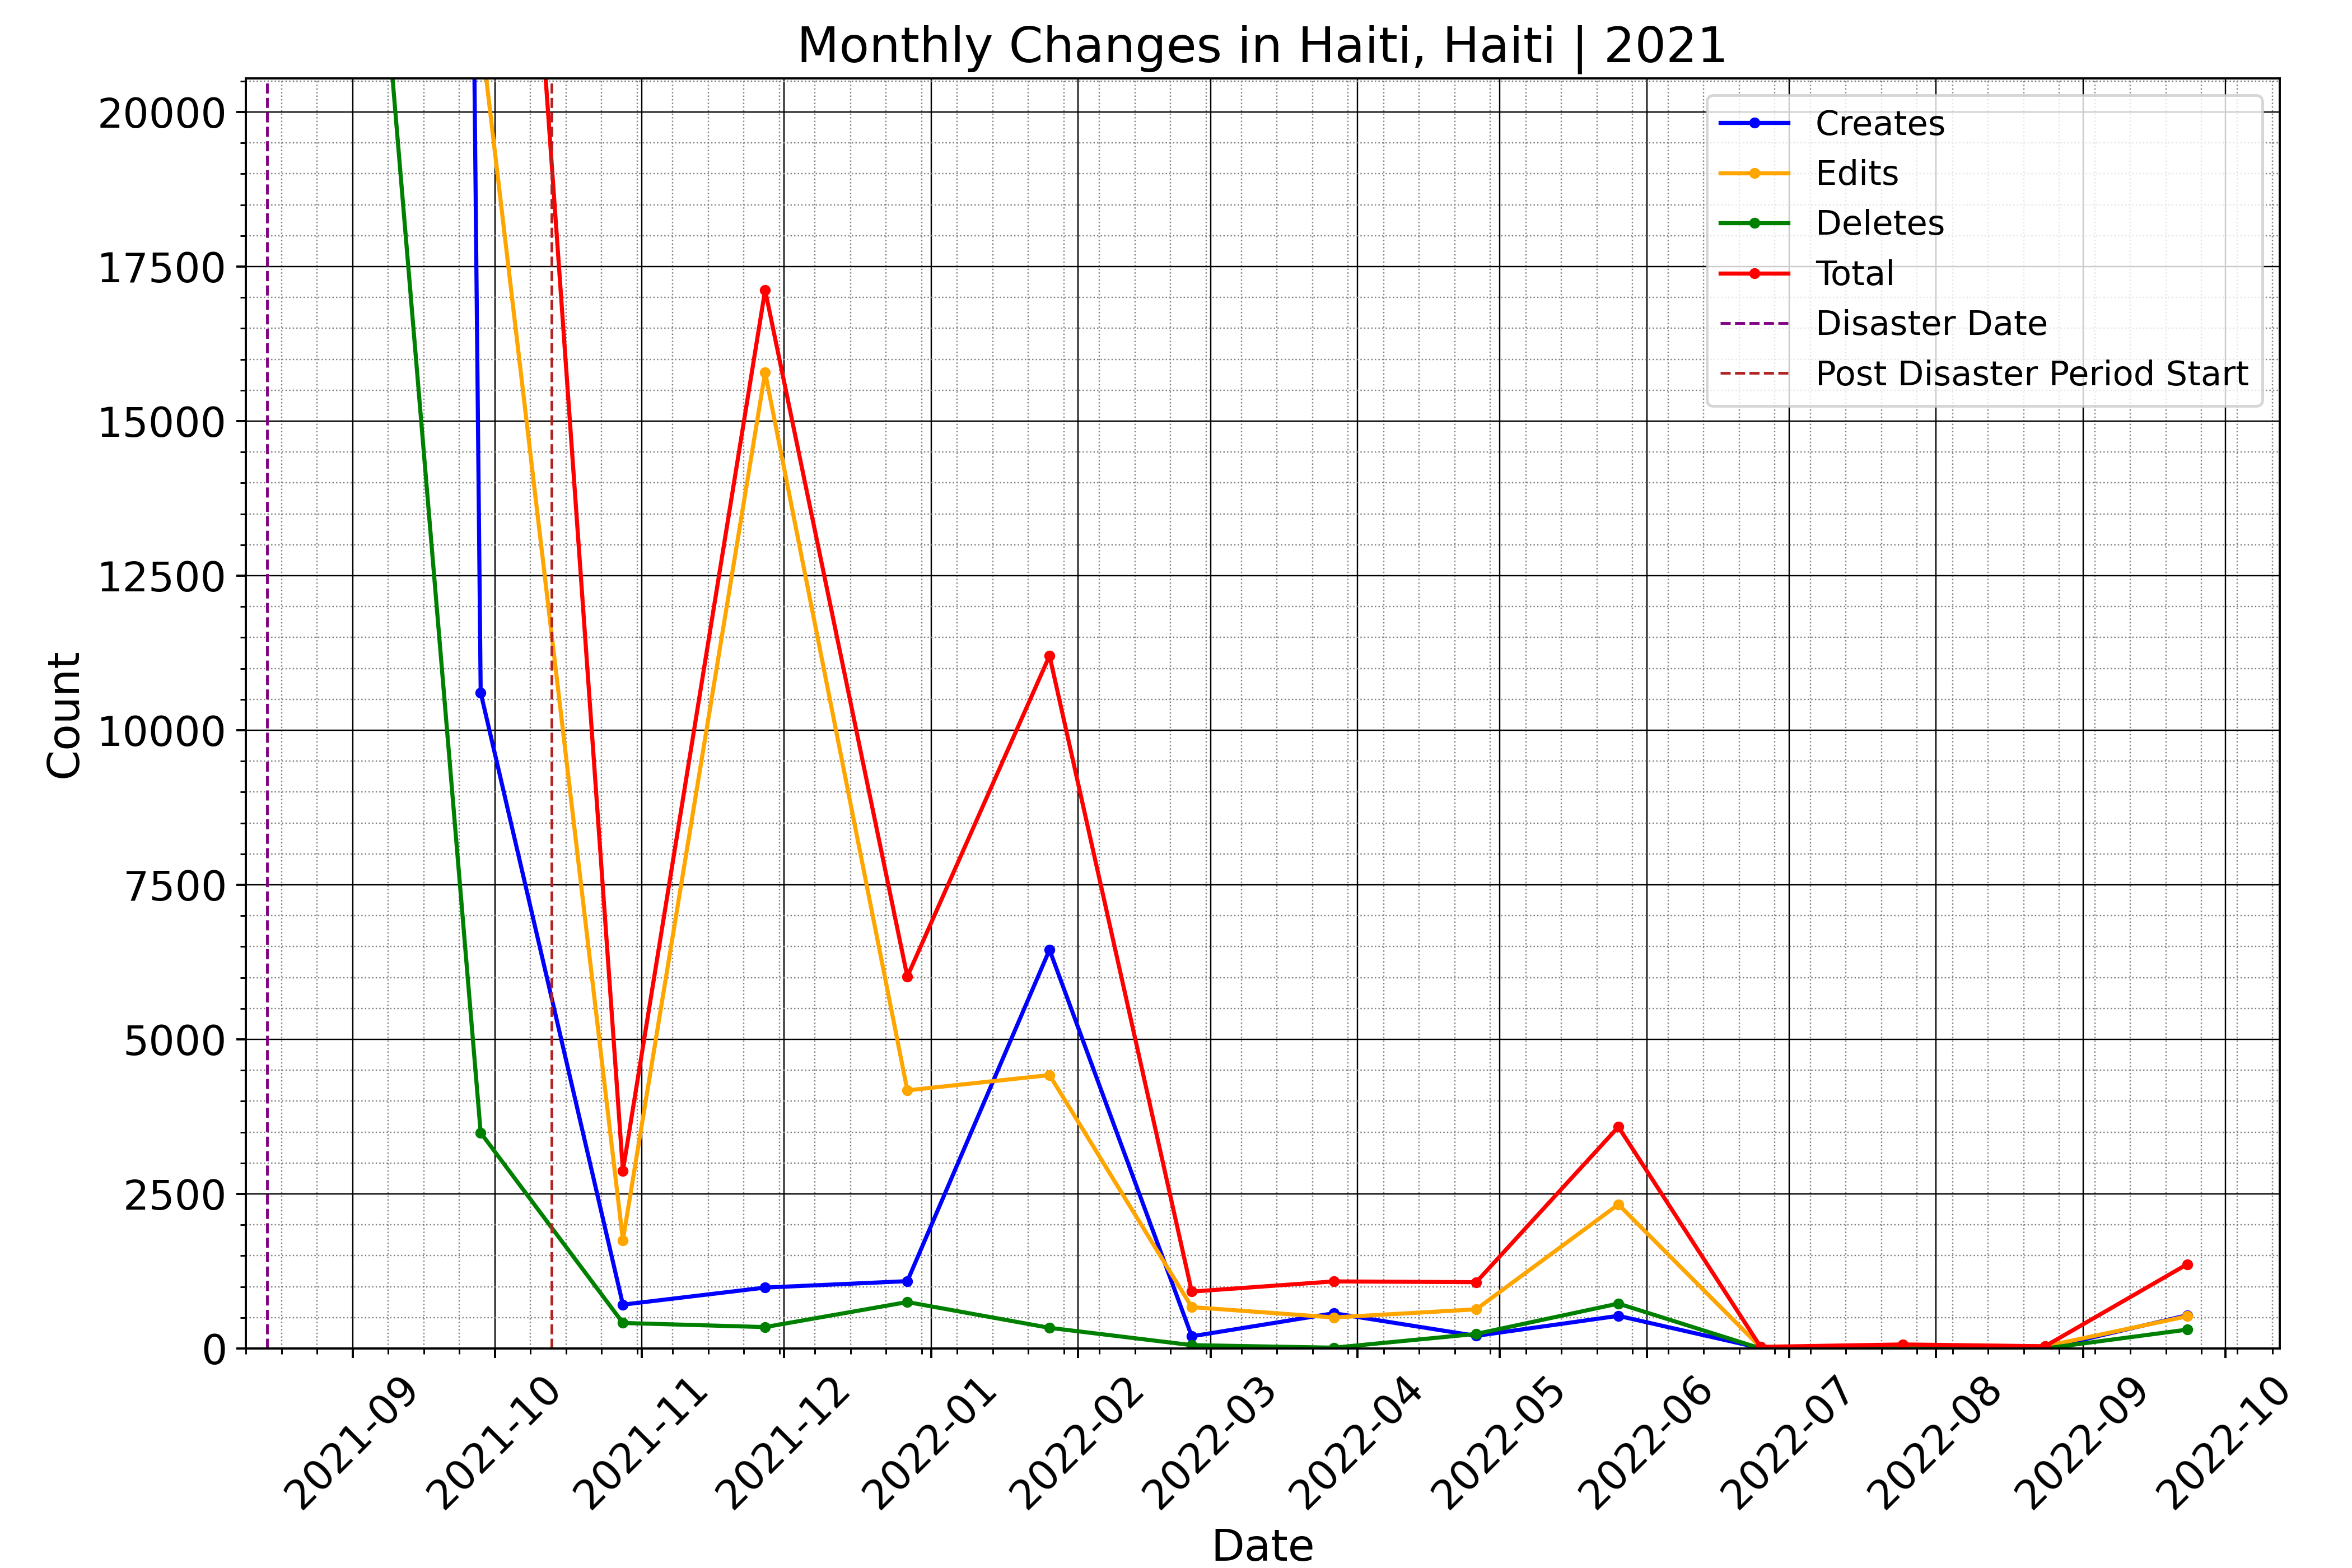 Monthly Changes in Haiti, Haiti | 2021
20000
17500
15000
12500
10000
7500
5000
2500
0
Count
Creates
Edits
Deletes
Total
Disaster Date
Post Disaster Period Start
2021-09
2021-10
2021-11
2021-12
2022-01
2022-02
2022-03
2022-04
2022-05
2022-06
2022-07
2022-08
2022-09
2022-10
Date